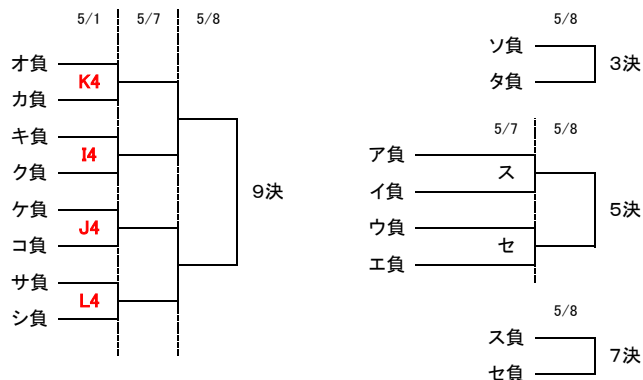 5/1 5/7 5/8
オ負
K4
カ負
キ負
I4
ク負
9決
ケ負
J4
コ負
サ負
L4
シ負
5/8
ソ負
3決
タ負
5/7 5/8
ア負
ス
イ負
5決
ウ負
セ
エ負
5/8
ス負
7決
セ負